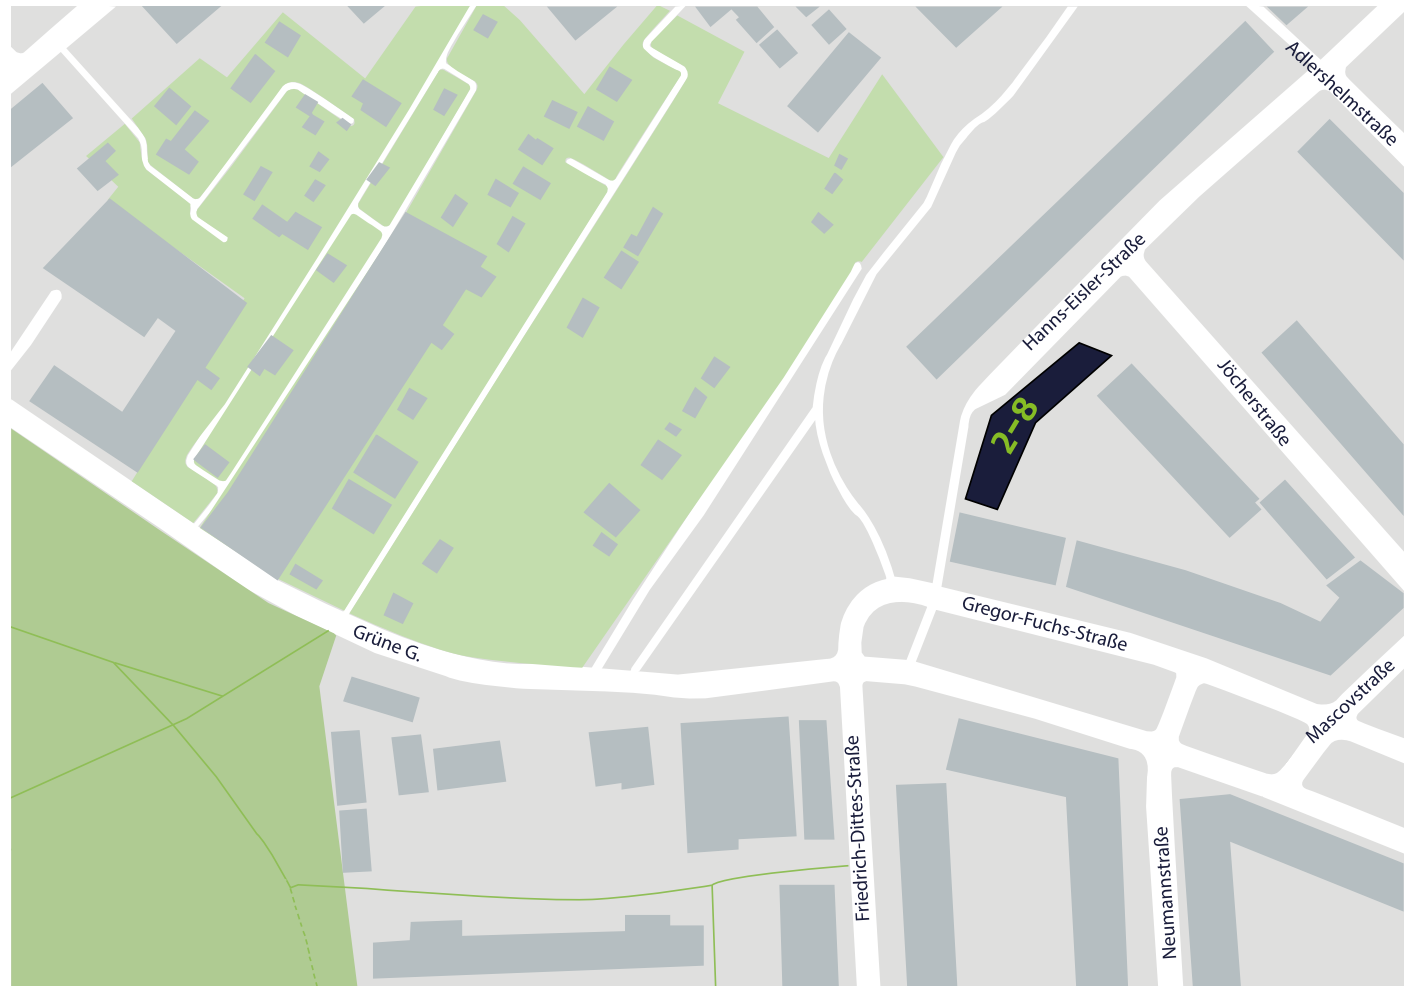 Adlershelmstraße
Hanns-Eisler-Straße
Jöcherstraße
2–8
Gregor-Fuchs-Straße
Grüne G.
Mascovstraße
Friedrich-Dittes-Straße
Neumannstraße